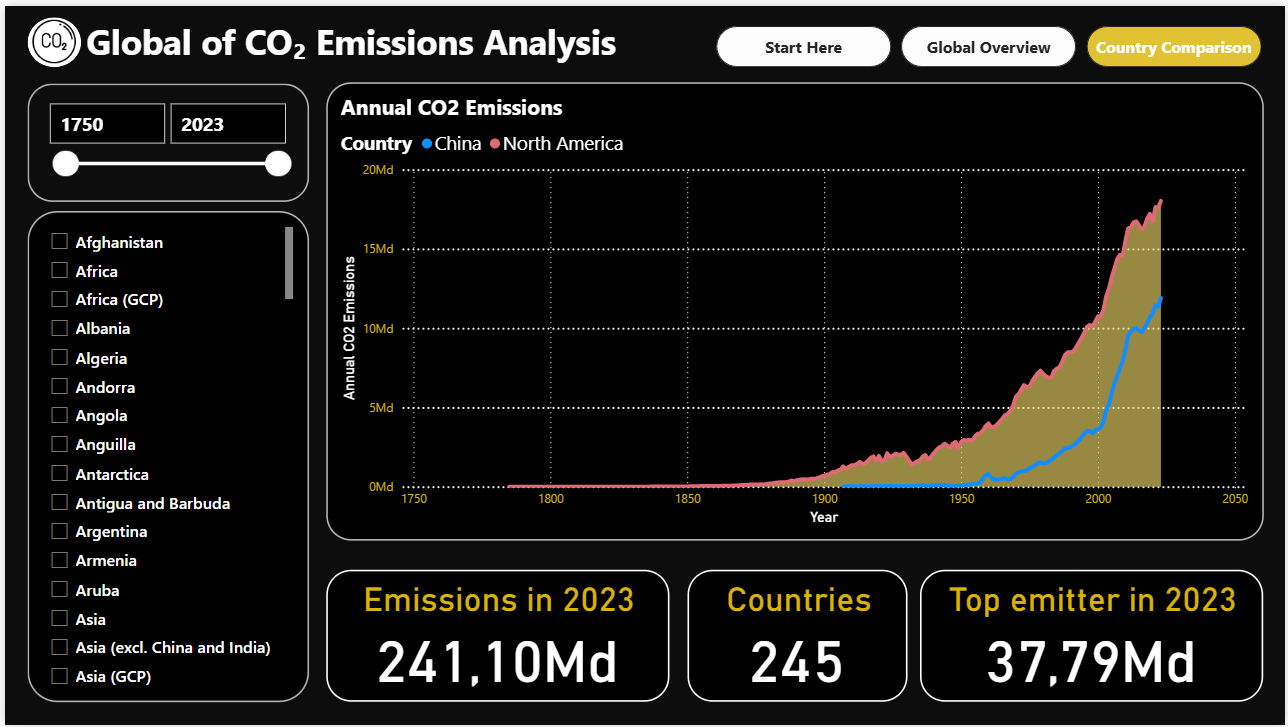 CO₂
Global of CO₂ Emissions Analysis
Start Here
Global Overview
Country Comparison
1750
2023
Afghanistan
Africa
Africa (GCP)
Albania
Algeria
Andorra
Angola
Anguilla
Antarctica
Antigua and Barbuda
Argentina
Armenia
Aruba
Asia
Asia (excl. China and India)
Asia (GCP)
Annual CO2 Emissions
Country China North America
20Md
15Md
10Md
5Md
0Md
Annual CO2 Emissions
1750 1800 1850 1900 1950 2000 2050
Year
Emissions in 2023
241,10Md
Countries
245
Top emitter in 2023
37,79Md